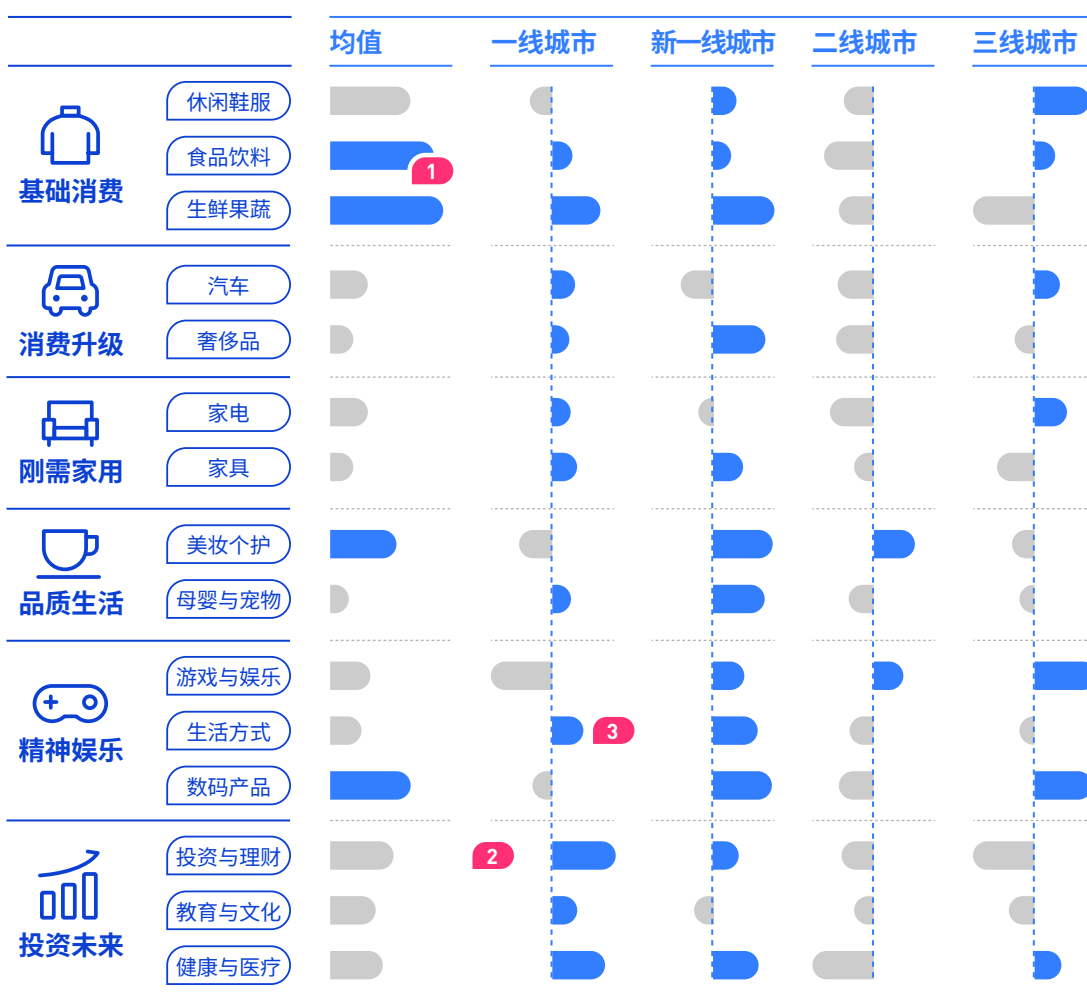 均值 一线城市 新一线城市 二线城市 三线城市
休闲鞋服
食品饮料
1
生鲜果蔬
基础消费
汽车
奢侈品
消费升级
家电
家具
刚需家用
美妆个护
母婴与宠物
品质生活
游戏与娱乐
生活方式
3
数码产品
精神娱乐
投资与理财
2
教育与文化
健康与医疗
投资未来